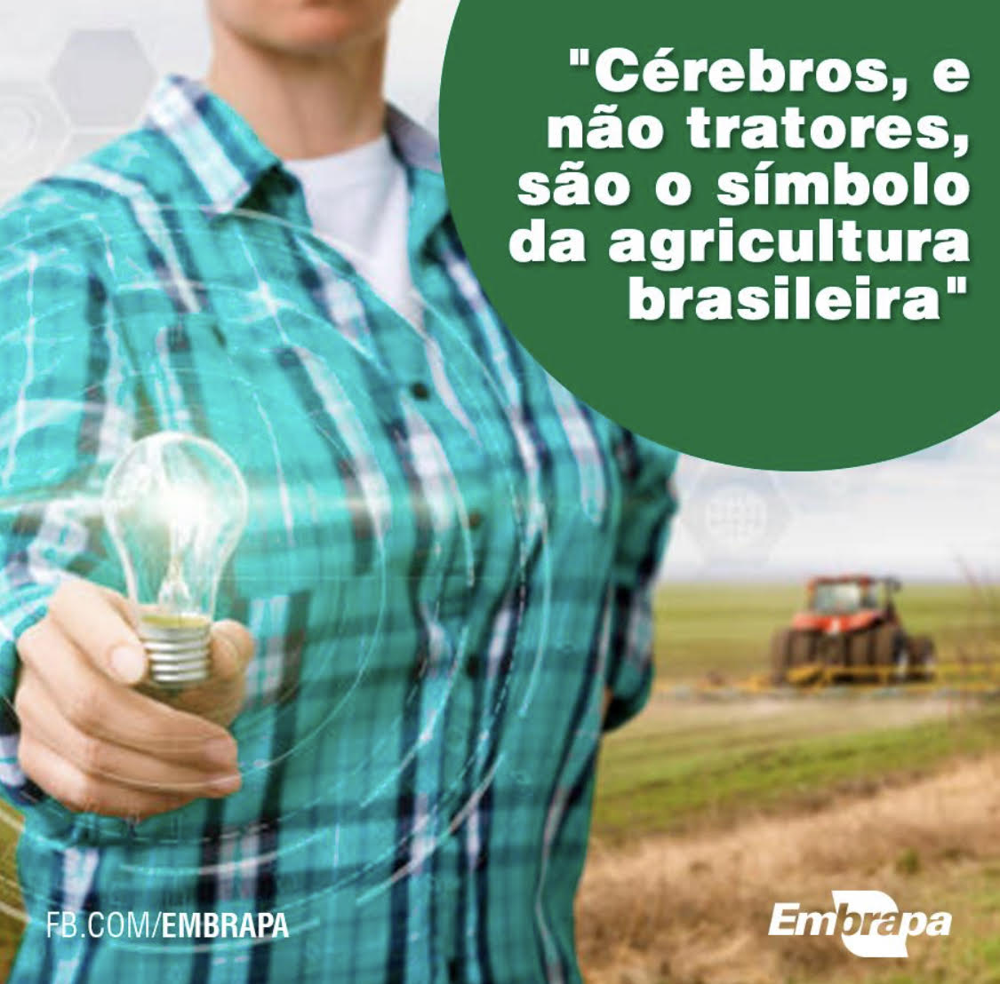 "Cérebros, e
não tratores,
são o símbolo
da agricultura
brasileira"
FB.COM/EMBRAPA
Embrapa